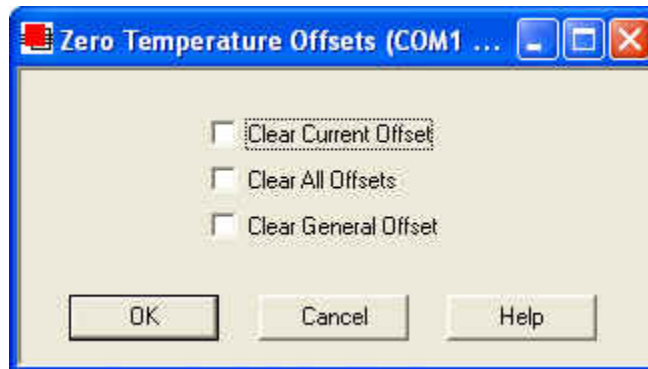 Zero Temperature Offsets (COM1 ...
Clear Current Offset
Clear All Offsets
Clear General Offset
OK Cancel Help